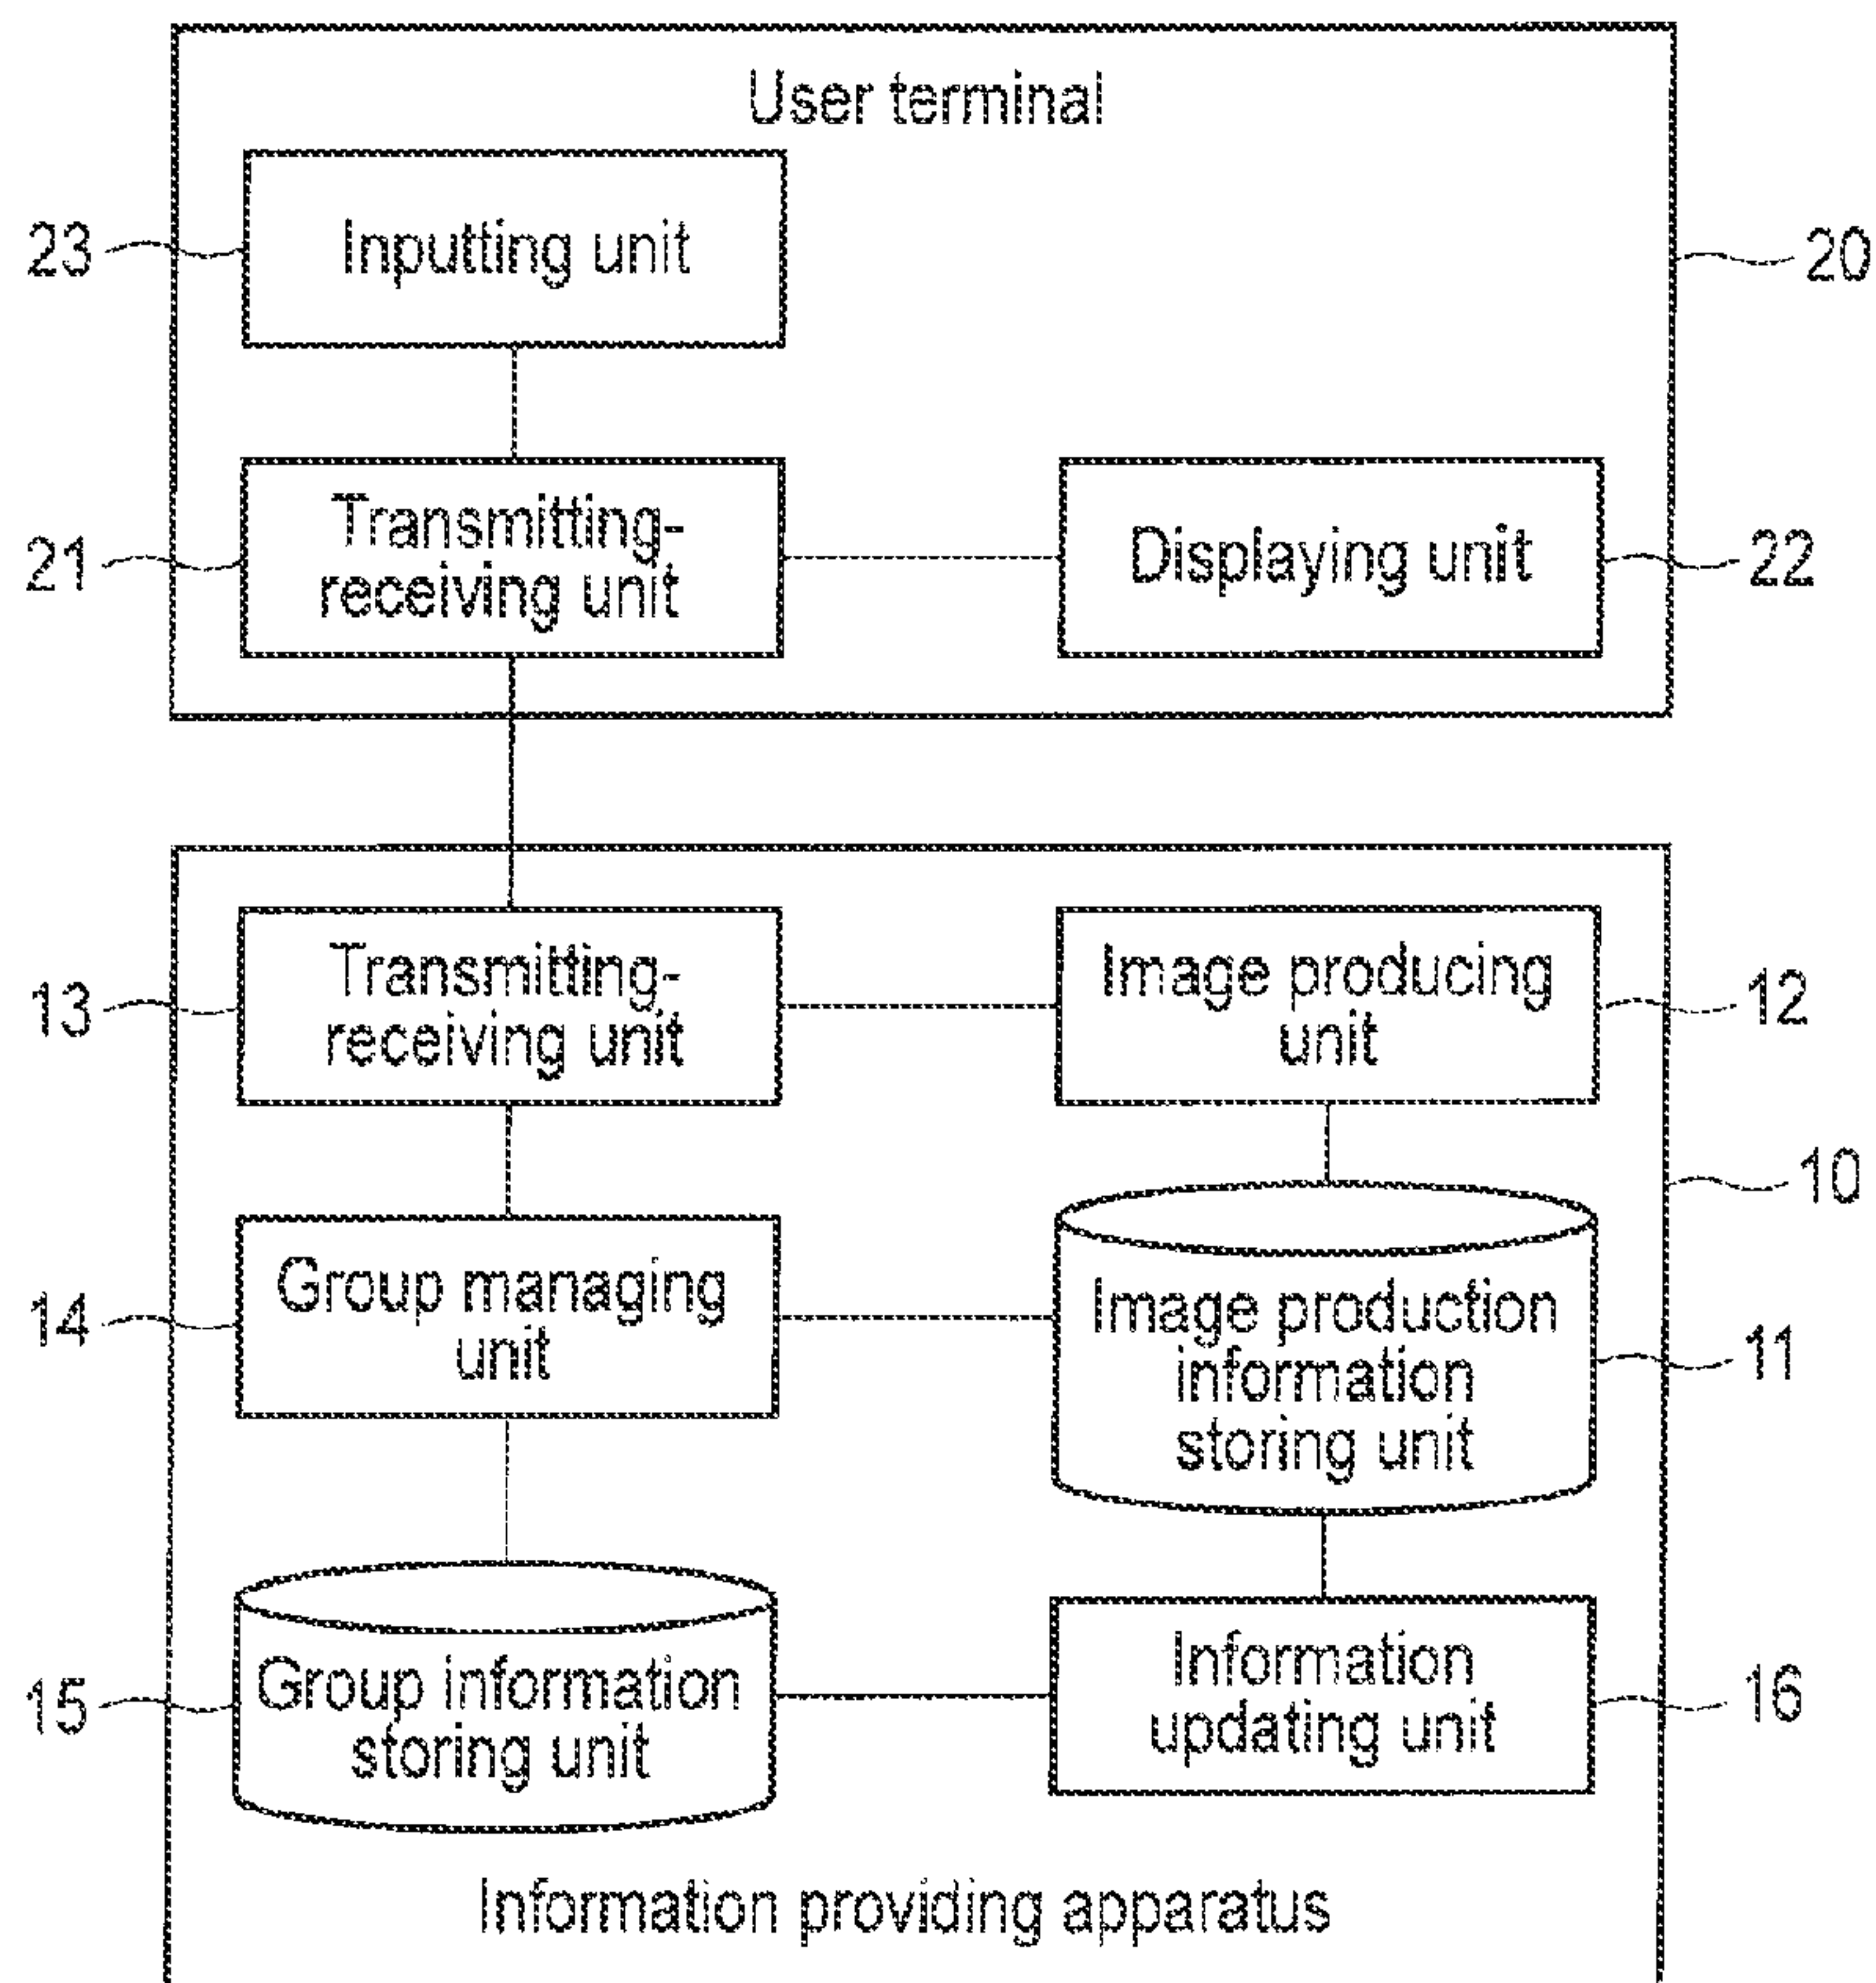 User terminal
23
Inputting unit
20
21
Transmitting-
receiving unit
Displaying unit
22
13
Transmitting-
receiving unit
Image producing
unit
12
10
14
Group managing
unit
Image production
information
storing unit
11
15
Group information
storing unit
Information
updating unit
16
Information providing apparatus